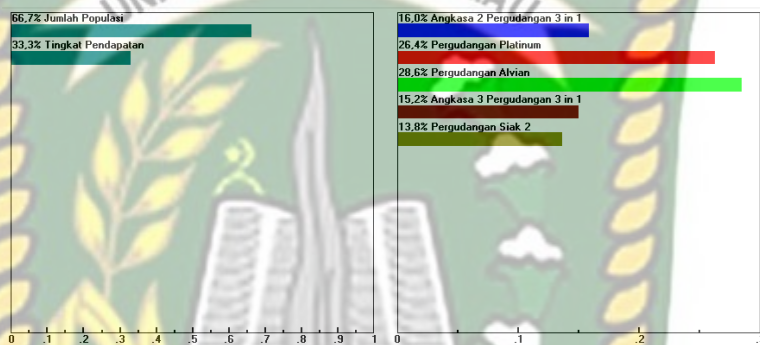 66,7% Jumlah Populasi
33,3% Tingkat Pendapatan
0 .1 .2 .3 .4 .5 .6 .7 .8 .9 1
16,0% Angkasa 2 Pergudangan 3 in 1
26,4% Pergudangan Platinum
28,6% Pergudangan Alvian
15,2% Angkasa 3 Pergudangan 3 in 1
13,8% Pergudangan Siak 2
0 .1 .2